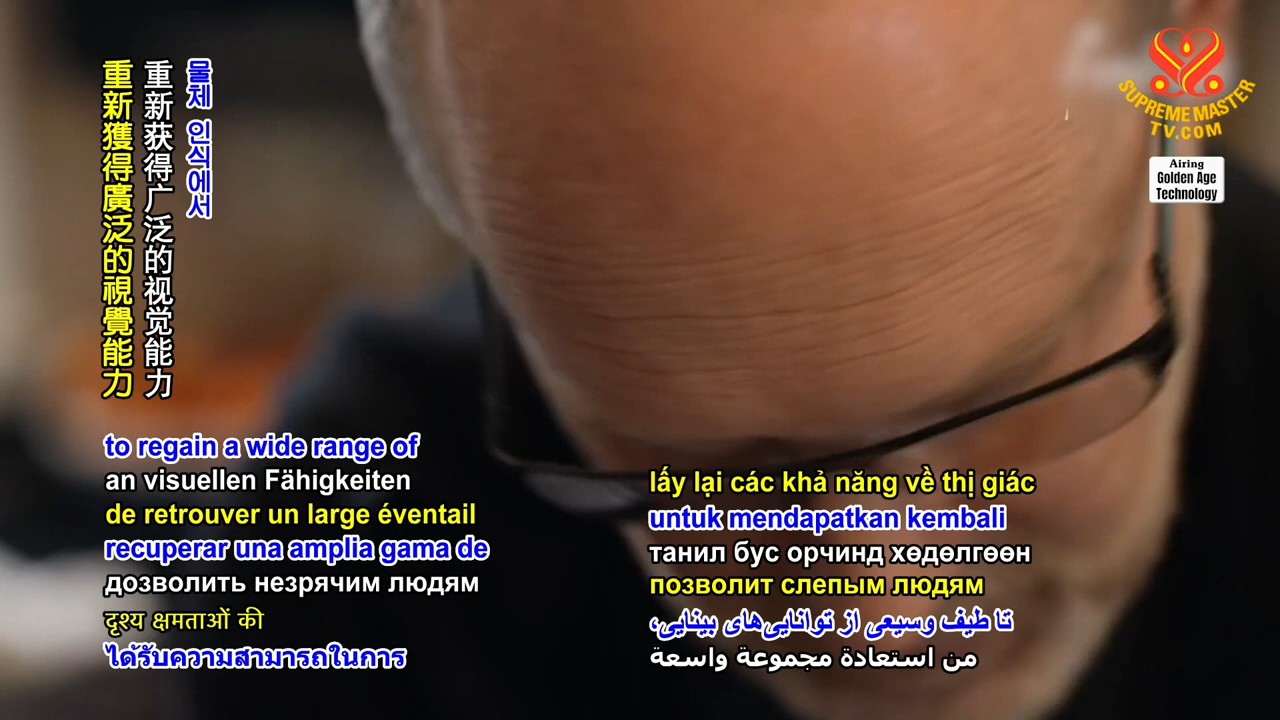 重新獲得廣泛的視覺能力
重新获得广泛的视觉能力
물체 인식에서
SUPREME MASTER
TV.COM
Airing
Golden Age
Technology
to regain a wide range of
an visuellen Fähigkeiten
de retrouver un large éventail
recuperar una amplia gama de
дозволить незрячим людям
दृश्य क्षमताओं की
ได้รับความสามารถในการ
lấy lại các khả năng về thị giác
untuk mendapatkan kembali
танил бус орчинд хөдөлгөөн
позволит слепым людям
تا طیف وسیعی از توانایی‌های بینایی،
من استعادة مجموعة واسعة